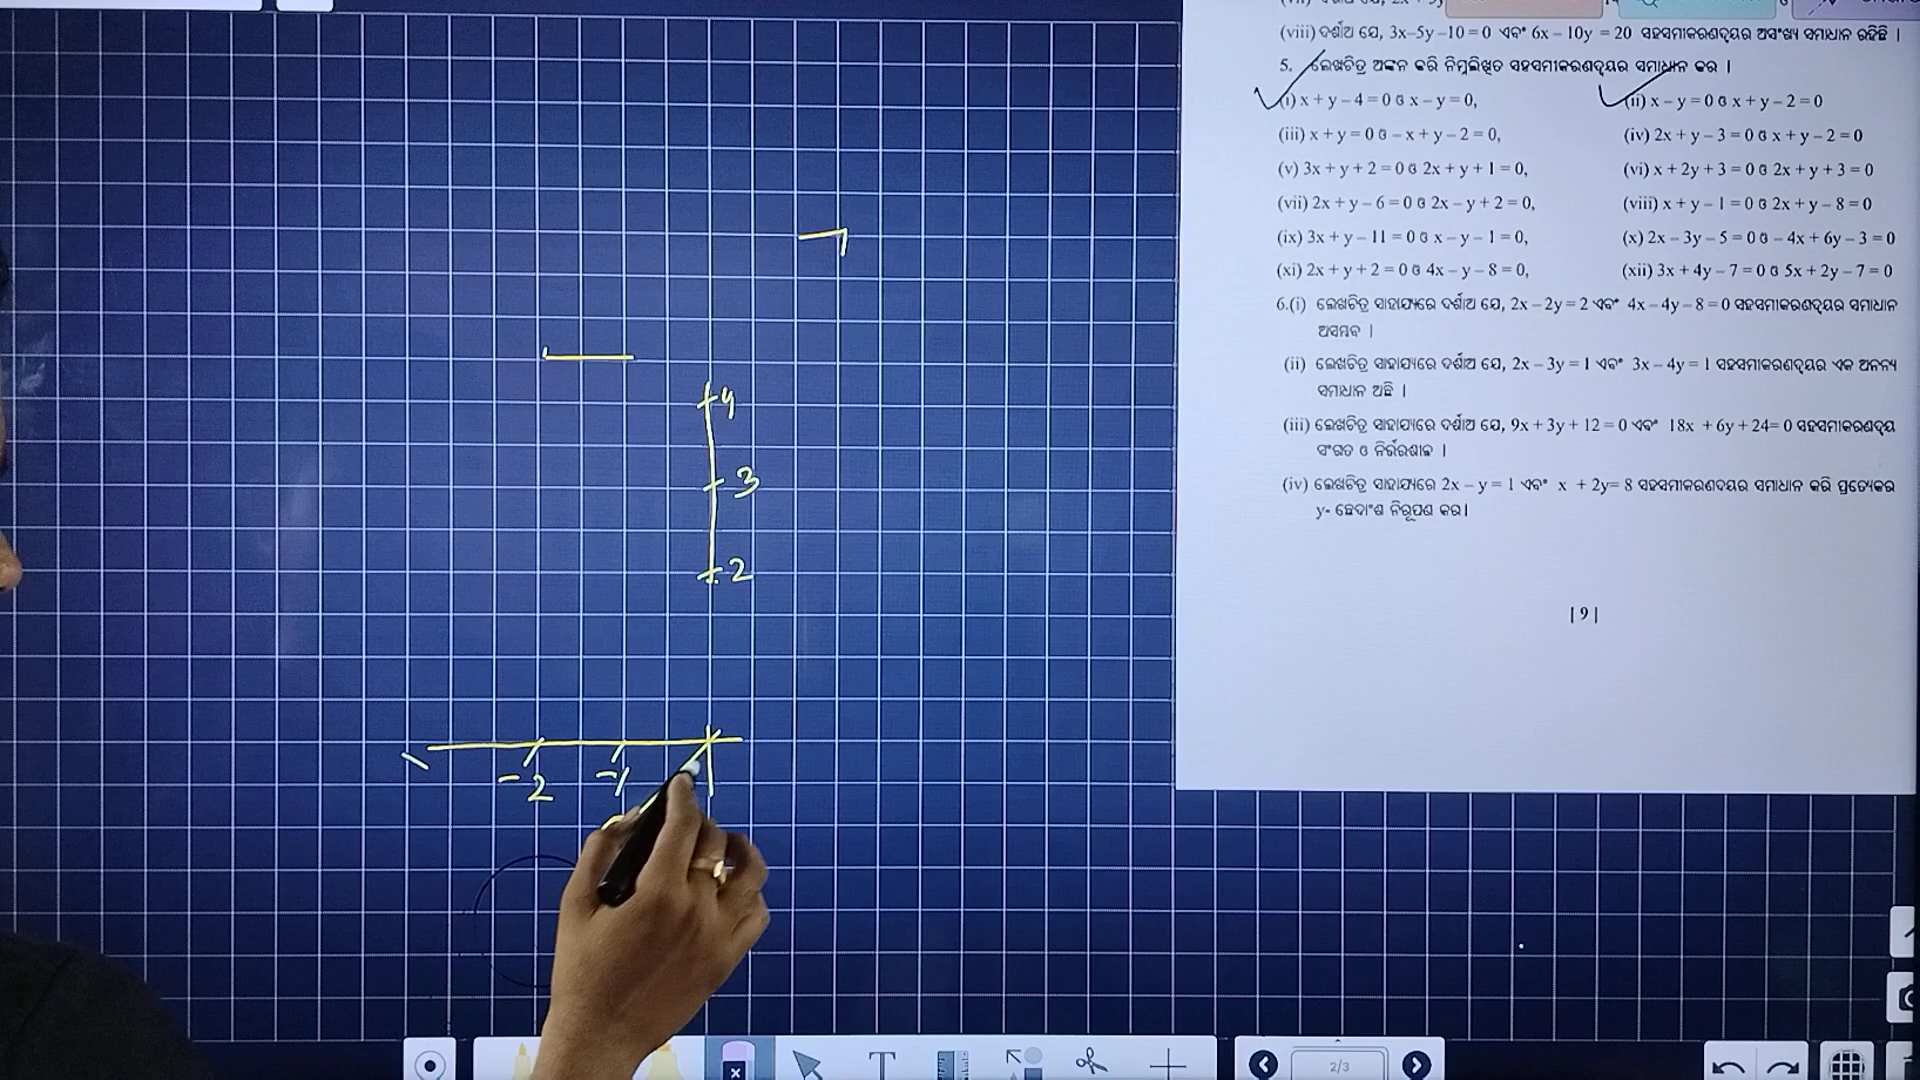 (viii) ଦର୍ଶାଅ ଯେ, 3x–5y –10 = 0 ଏବଂ 6x – 10y = 20 ସହସମୀକରଣଦ୍ୱୟର ଅସଂଖ୍ୟ ସମାଧାନ ରହିଛି ।
5. ଲେଖଚିତ୍ର ଅଙ୍କନ କରି ନିମ୍ନଲିଖିତ ସହସମୀକରଣଦ୍ୱୟର ସମାଧାନ କର ।
(i) x + y – 4 = 0 ଓ x – y = 0, (ii) x – y = 0 ଓ x + y – 2 = 0
(iii) x + y = 0 ଓ – x + y – 2 = 0, (iv) 2x + y – 3 = 0 ଓ x + y – 2 = 0
(v) 3x + y + 2 = 0 ଓ 2x + y + 1 = 0, (vi) x + 2y + 3 = 0 ଓ 2x + y + 3 = 0
(vii) 2x + y – 6 = 0 ଓ 2x – y + 2 = 0, (viii) x + y – 1 = 0 ଓ 2x + y – 8 = 0
(ix) 3x + y – 11 = 0 ଓ x – y – 1 = 0, (x) 2x – 3y – 5 = 0 ଓ – 4x + 6y – 3 = 0
(xi) 2x + y + 2 = 0 ଓ 4x – y – 8 = 0, (xii) 3x + 4y – 7 = 0 ଓ 5x + 2y – 7 = 0
6.(i) ଲେଖଚିତ୍ର ସାହାଯ୍ୟରେ ଦର୍ଶାଅ ଯେ, 2x – 2y = 2 ଏବଂ 4x – 4y – 8 = 0 ସହସମୀକରଣଦ୍ୱୟର ସମାଧାନ
ଅସମ୍ଭବ ।
(ii) ଲେଖଚିତ୍ର ସାହାଯ୍ୟରେ ଦର୍ଶାଅ ଯେ, 2x – 3y = 1 ଏବଂ 3x – 4y = 1 ସହସମୀକରଣଦ୍ୱୟର ଏକ ଅନନ୍ୟ
ସମାଧାନ ଅଛି ।
(iii) ଲେଖଚିତ୍ର ସାହାଯ୍ୟରେ ଦର୍ଶାଅ ଯେ, 9x + 3y + 12 = 0 ଏବଂ 18x + 6y + 24= 0 ସହସମୀକରଣଦ୍ୱୟ
ସଂଗତ ଓ ନିର୍ଭରଶୀଳ ।
(iv) ଲେଖଚିତ୍ର ସାହାଯ୍ୟରେ 2x – y = 1 ଏବଂ x + 2y= 8 ସହସମୀକରଣଦ୍ୱୟର ସମାଧାନ କରି ପ୍ରତ୍ୟେକର
y- ଛେଦାଂଶ ନିରୂପଣ କର।
[ 9 ]
4
3
2
-2 -1
2/3